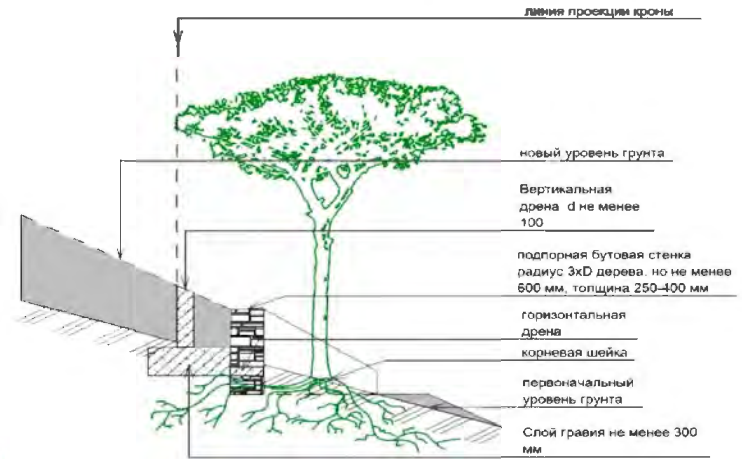 линия проекции кроны
новый уровень грунта
Вертикальная
дрена d не менее
100
подпорная бутовая стенка
радиус 3xD дерева, но не менее
600 мм, толщина 250-400 мм
горизонтальная
дрена
корневая шейка
первоначальный
уровень грунта
Слой гравия не менее 300
мм